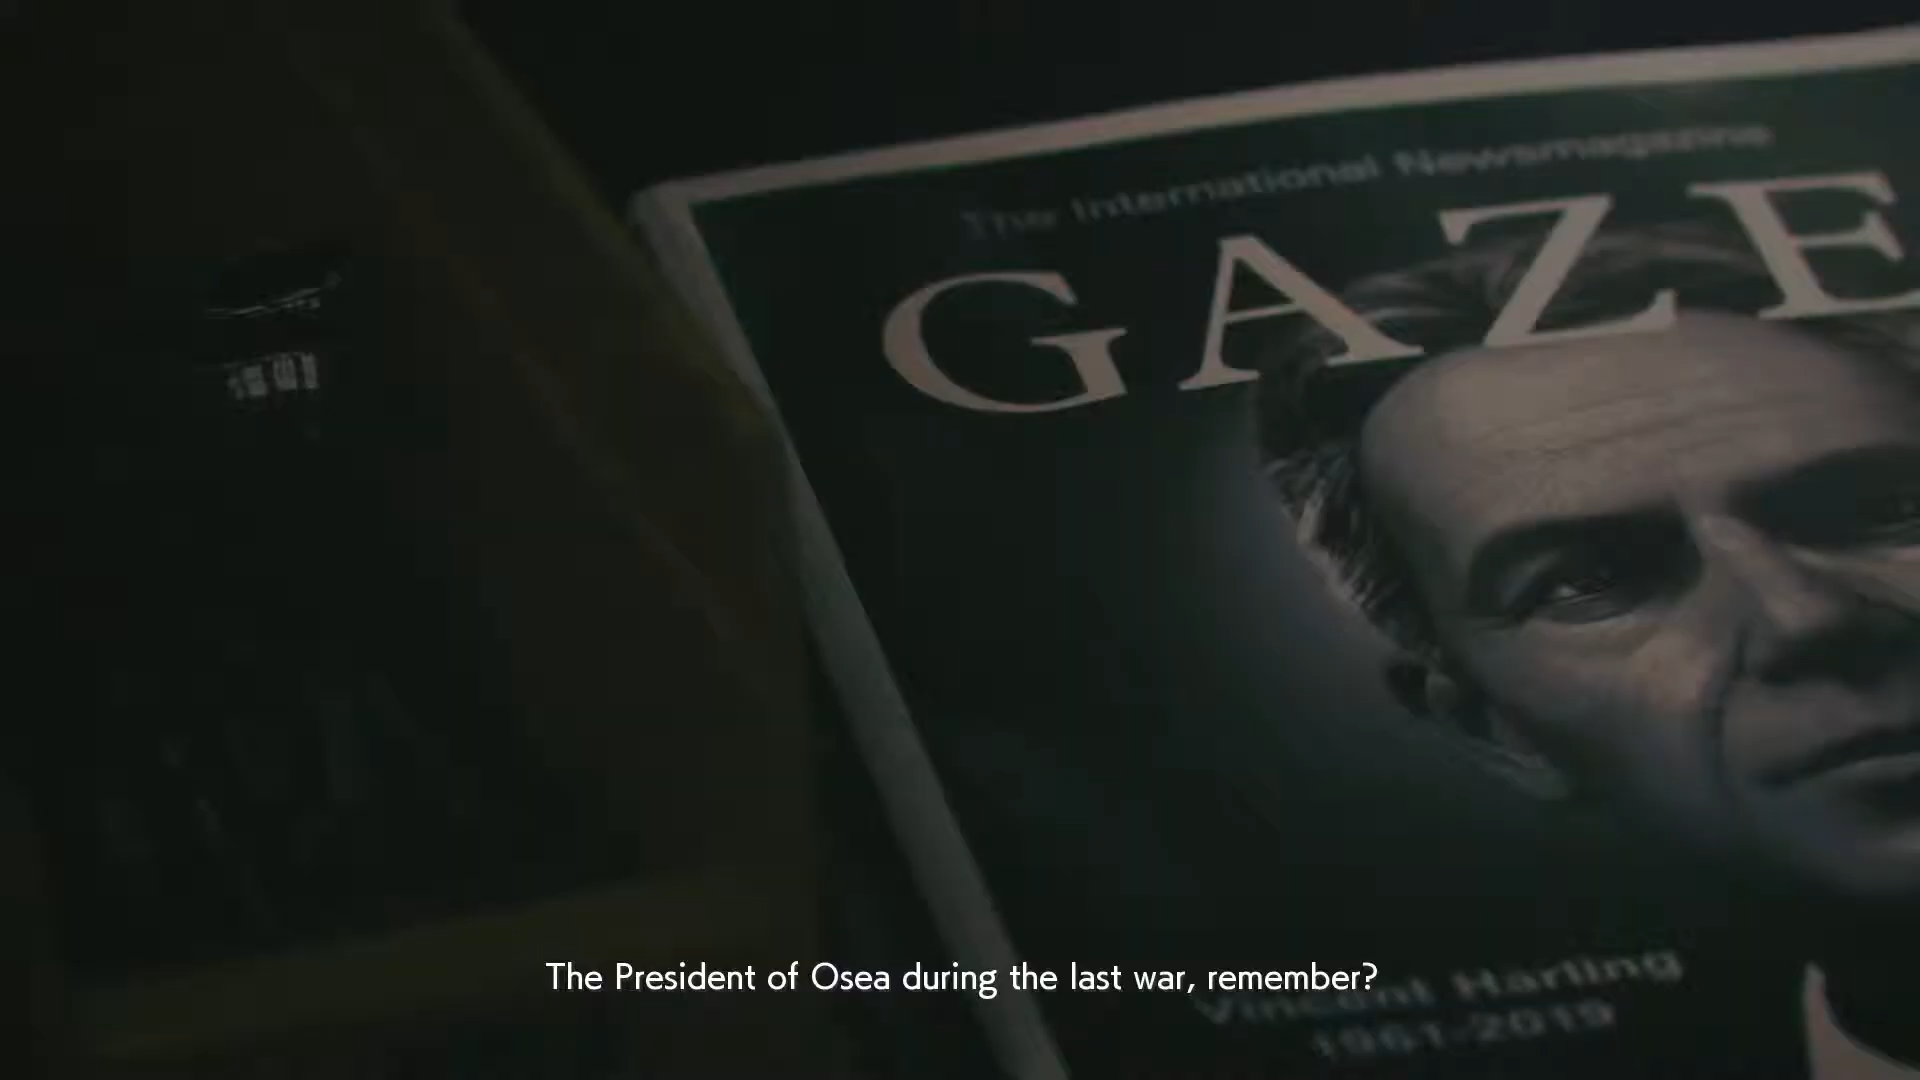 The International Newsmagazine
GAZE
Vincent Harling
1961-2019
The President of Osea during the last war, remember?